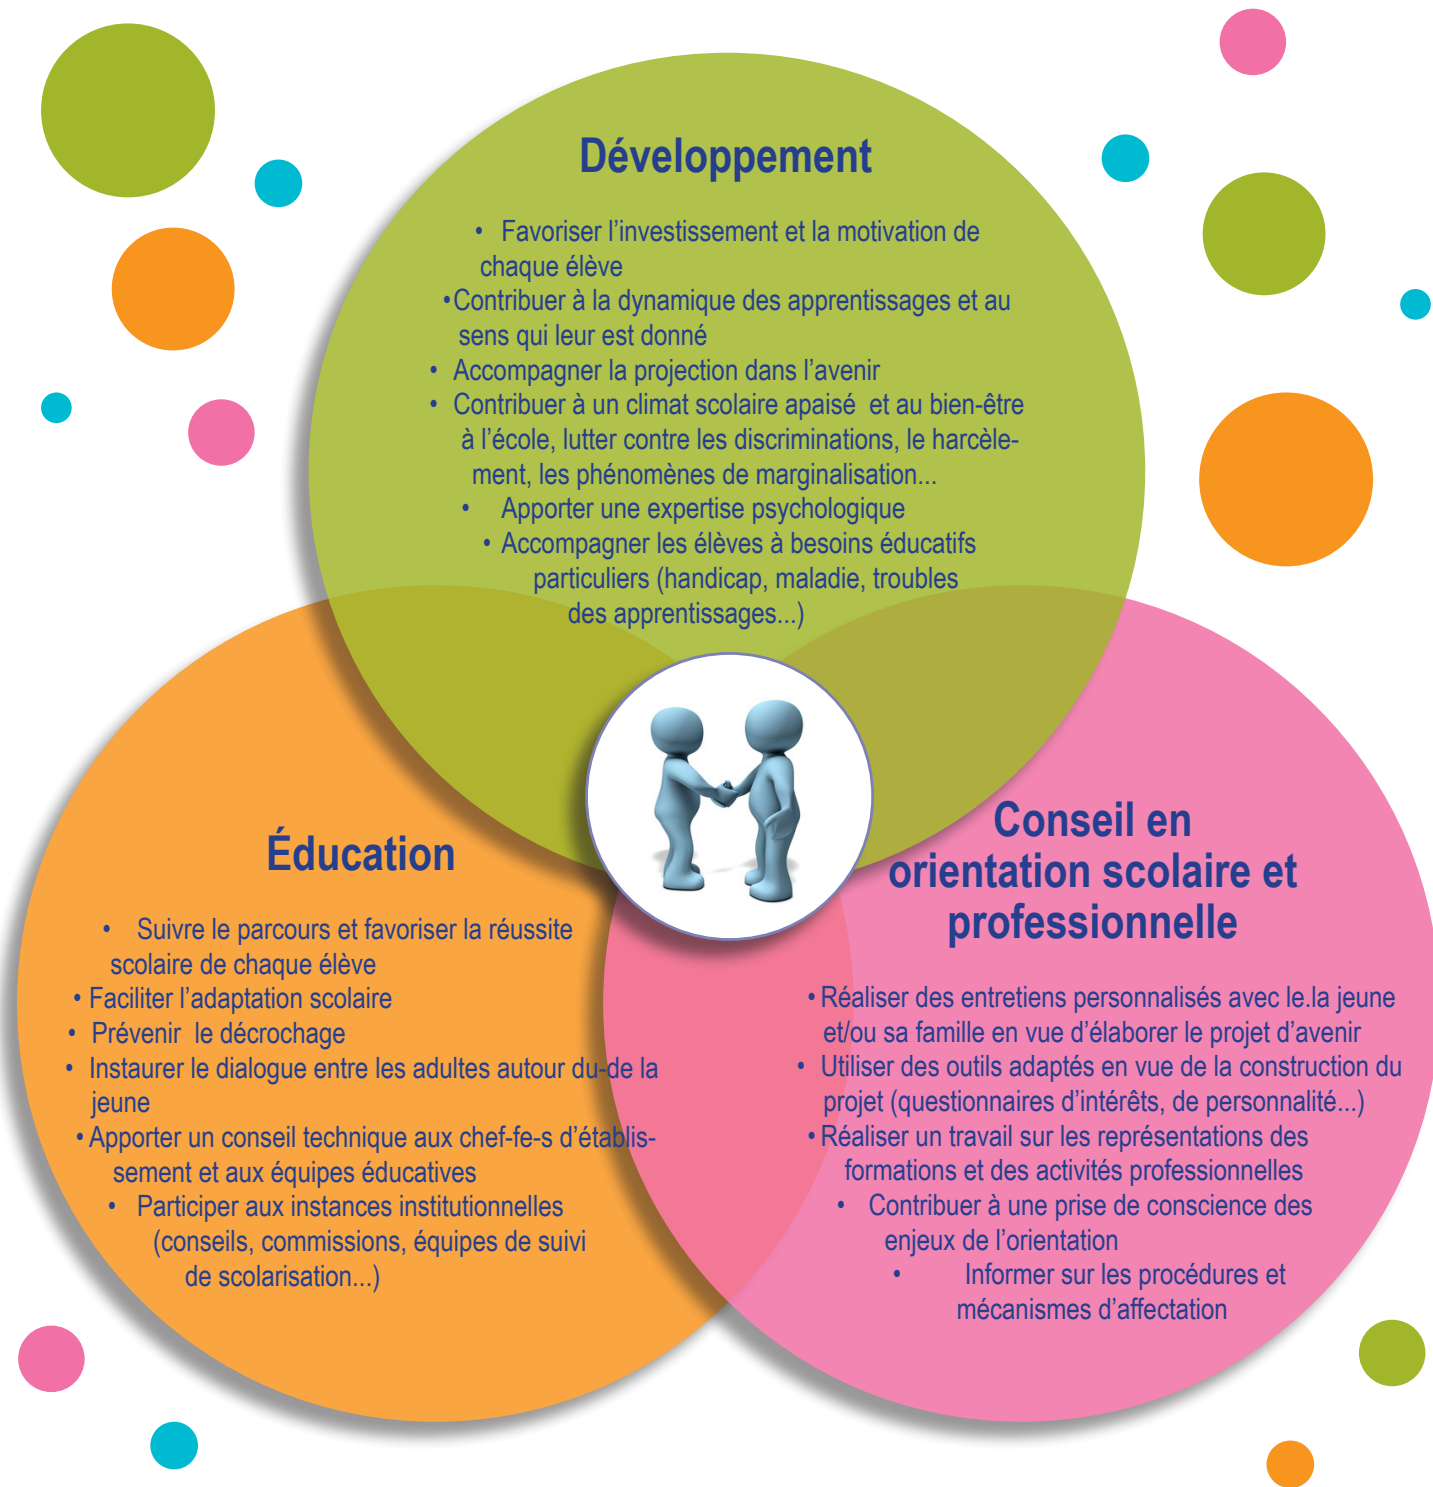 Développement
• Favoriser l’investissement et la motivation de
chaque élève
• Contribuer à la dynamique des apprentissages et au
sens qui leur est donné
• Accompagner la projection dans l’avenir
• Contribuer à un climat scolaire apaisé et au bien-être
à l’école, lutter contre les discriminations, le harcèle-
ment, les phénomènes de marginalisation...
• Apporter une expertise psychologique
• Accompagner les élèves à besoins éducatifs
particuliers (handicap, maladie, troubles
des apprentissages...)
Éducation
• Suivre le parcours et favoriser la réussite
scolaire de chaque élève
• Faciliter l’adaptation scolaire
• Prévenir le décrochage
• Instaurer le dialogue entre les adultes autour du-de la
jeune
• Apporter un conseil technique aux chef-fe-s d’établis-
sement et aux équipes éducatives
• Participer aux instances institutionnelles
(conseils, commissions, équipes de suivi
de scolarisation...)
Conseil en
orientation scolaire et
professionnelle
• Réaliser des entretiens personnalisés avec le.la jeune
et/ou sa famille en vue d’élaborer le projet d’avenir
• Utiliser des outils adaptés en vue de la construction du
projet (questionnaires d’intérêts, de personnalité...)
• Réaliser un travail sur les représentations des
formations et des activités professionnelles
• Contribuer à une prise de conscience des
enjeux de l’orientation
• Informer sur les procédures et
mécanismes d’affectation